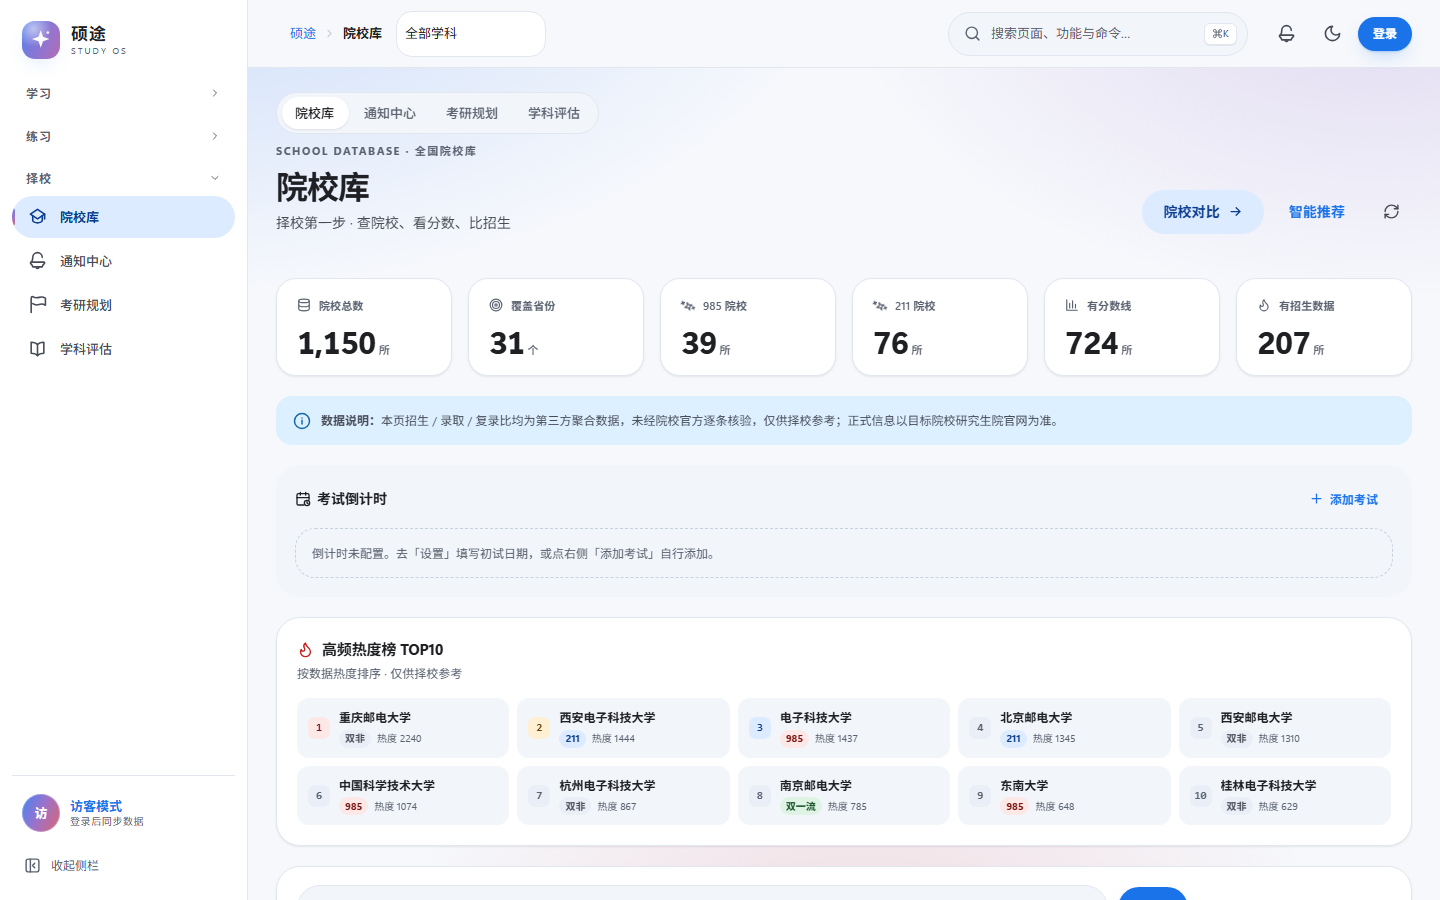 硕途
STUDY OS
学习
练习
择校
院校库
通知中心
考研规划
学科评估
访
访客模式
登录后同步数据
收起侧栏
硕途 > 院校库
全部学科
搜索页面、功能与命令...
⌘K
登录
院校库 通知中心 考研规划 学科评估
SCHOOL DATABASE · 全国院校库
院校库
择校第一步 · 查院校、看分数、比招生
院校对比 →
智能推荐
院校总数
1,150 所
覆盖省份
31 个
985 院校
39 所
211 院校
76 所
有分数线
724 所
有招生数据
207 所
数据说明：本页招生 / 录取 / 复录比均为第三方聚合数据，未经院校官方逐条核验，仅供择校参考；正式信息以目标院校研究生院官网为准。
考试倒计时
+ 添加考试
倒计时未配置。去「设置」填写初试日期，或点右侧「添加考试」自行添加。
高频热度榜 TOP10
按数据热度排序 · 仅供择校参考
1 重庆邮电大学
双非 热度 2240
2 西安电子科技大学
211 热度 1444
3 电子科技大学
985 热度 1437
4 北京邮电大学
211 热度 1345
5 西安邮电大学
双非 热度 1310
6 中国科学技术大学
985 热度 1074
7 杭州电子科技大学
双非 热度 867
8 南京邮电大学
双一流 热度 785
9 东南大学
985 热度 648
10 桂林电子科技大学
双非 热度 629